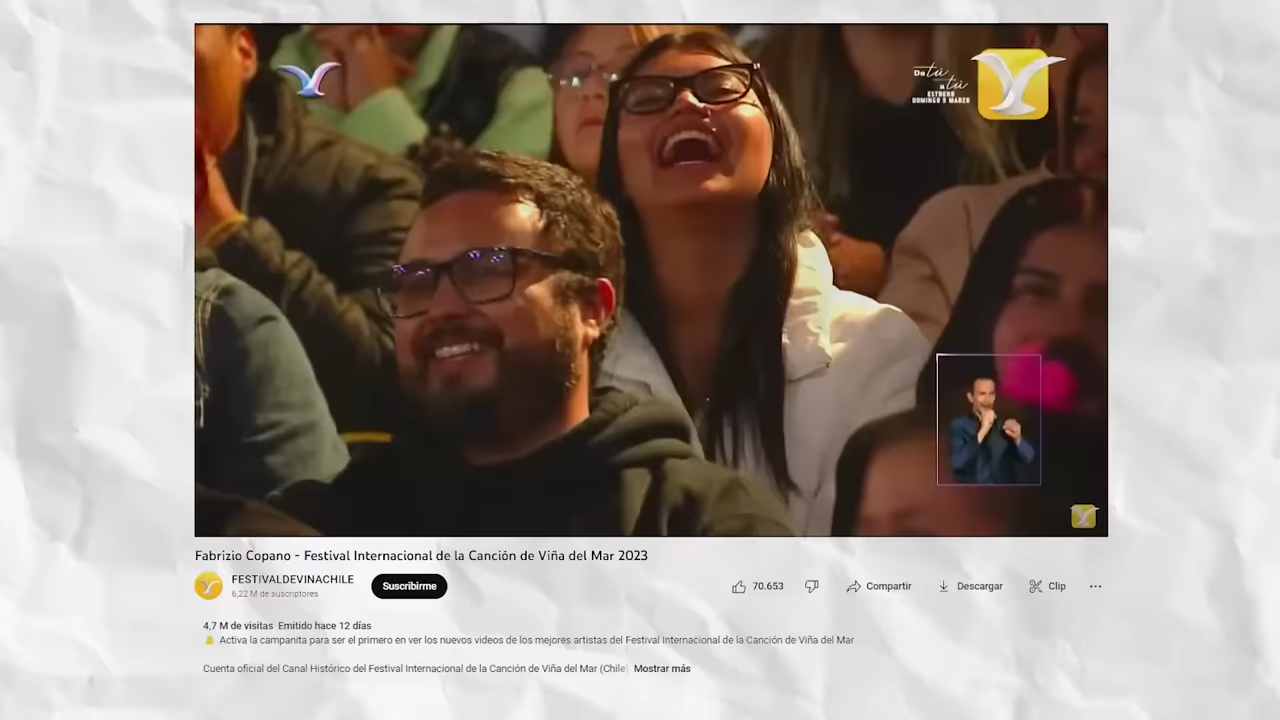 De tú
a tú
ESTRENO
DOMINGO 5 MARZO
Fabrizio Copano - Festival Internacional de la Canción de Viña del Mar 2023
FESTIVALDEVINACHILE
6,22 M de suscriptores
Suscribirme
70.653
Compartir
Descargar
Clip
4,7 M de visitas Emitido hace 12 días
Activa la campanita para ser el primero en ver los nuevos videos de los mejores artistas del Festival Internacional de la Canción de Viña del Mar
Cuenta oficial del Canal Histórico del Festival Internacional de la Canción de Viña del Mar (Chile) Mostrar más